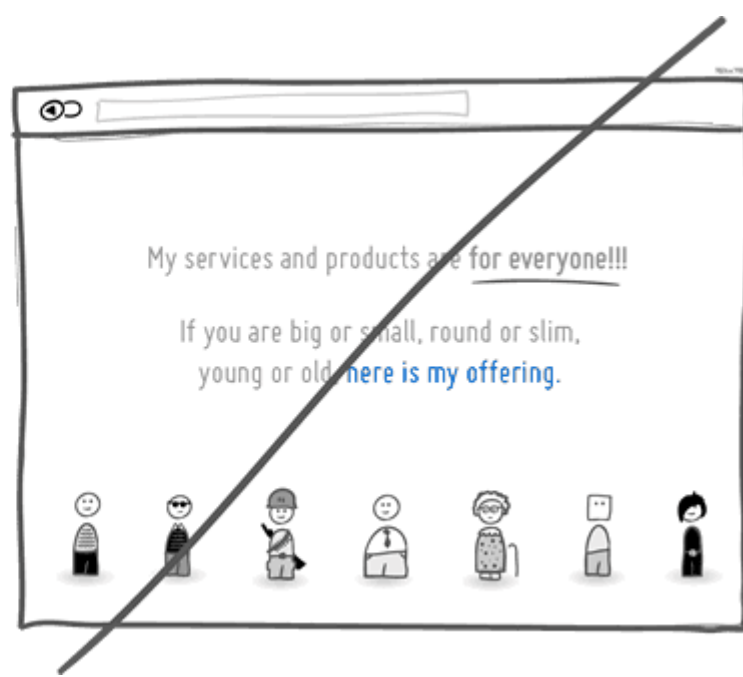 My services and products are for everyone!!!
If you are big or small, round or slim,
young or old, here is my offering.